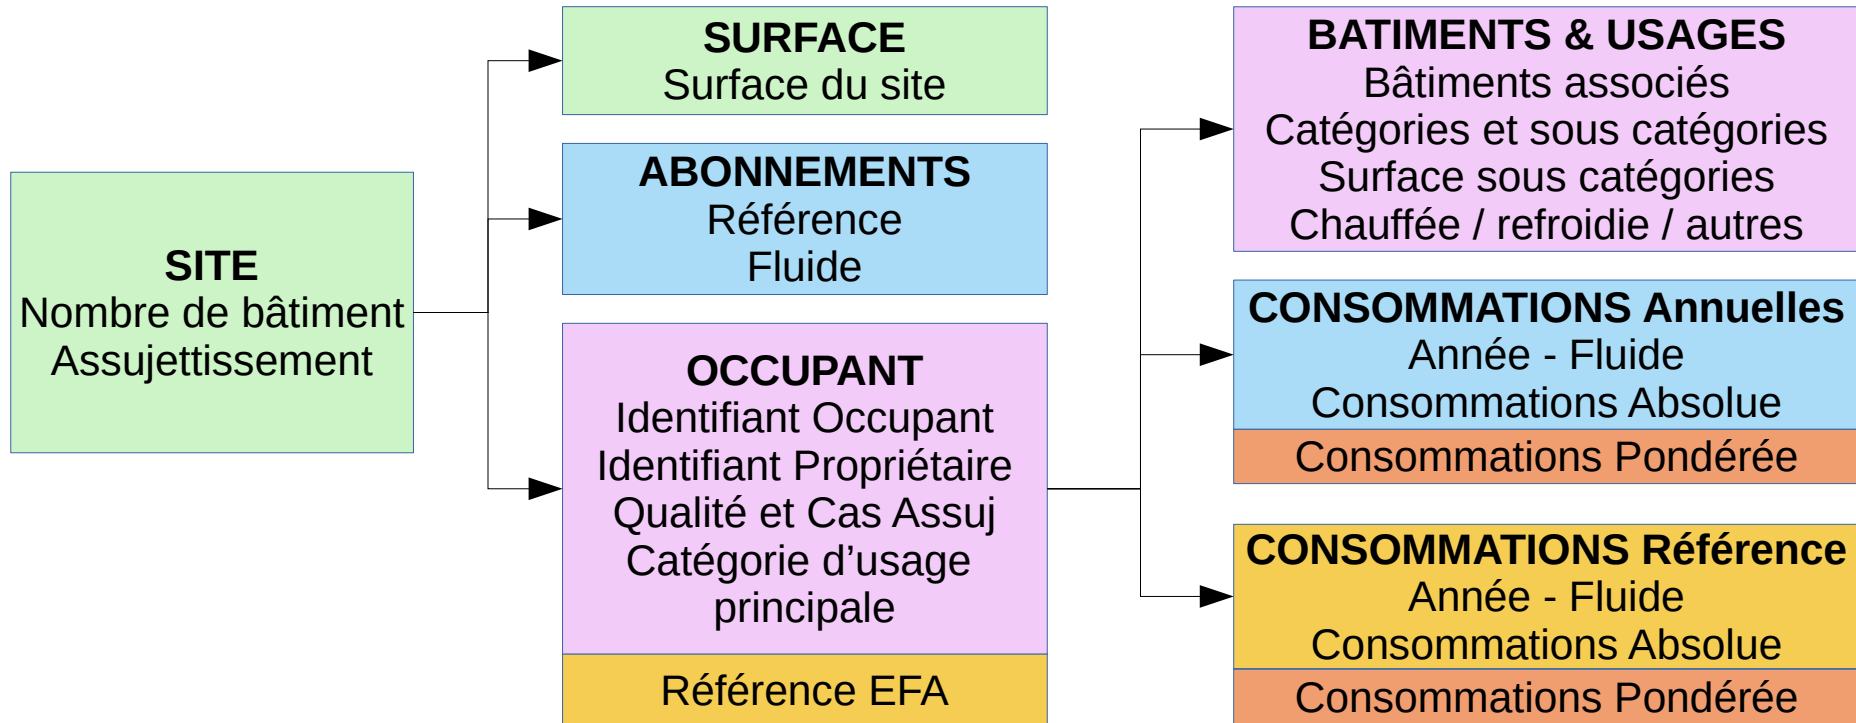 SITE
Nombre de bâtiment
Assujettissement
SURFACE
Surface du site
ABONNEMENTS
Référence
Fluide
OCCUPANT
Identifiant Occupant
Identifiant Propriétaire
Qualité et Cas Assuj
Catégorie d’usage
principale
Référence EFA
BATIMENTS & USAGES
Bâtiments associés
Catégories et sous catégories
Surface sous catégories
Chauffée / refroidie / autres
CONSOMMATIONS Annuelles
Année - Fluide
Consommations Absolue
Consommations Pondérée
CONSOMMATIONS Référence
Année - Fluide
Consommations Absolue
Consommations Pondérée